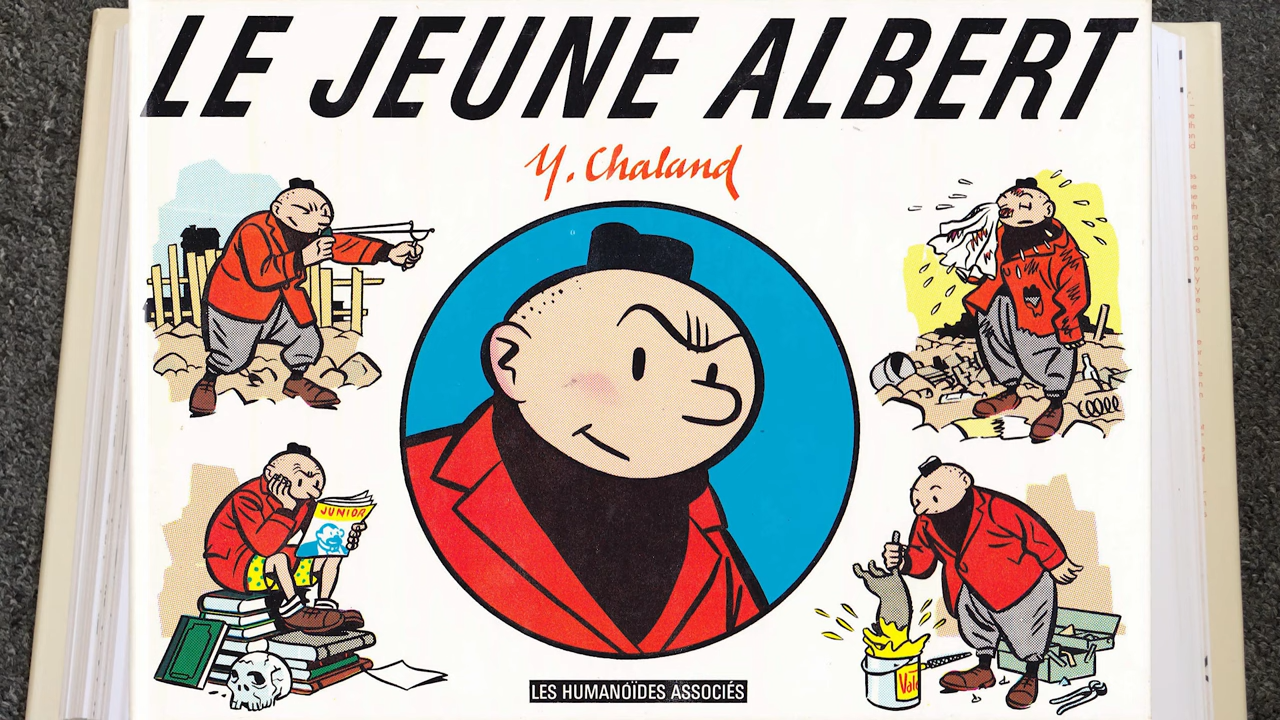 LE JEUNE ALBERT
Y. Chaland
JUNIOR
LES HUMANOÏDES ASSOCIÉS